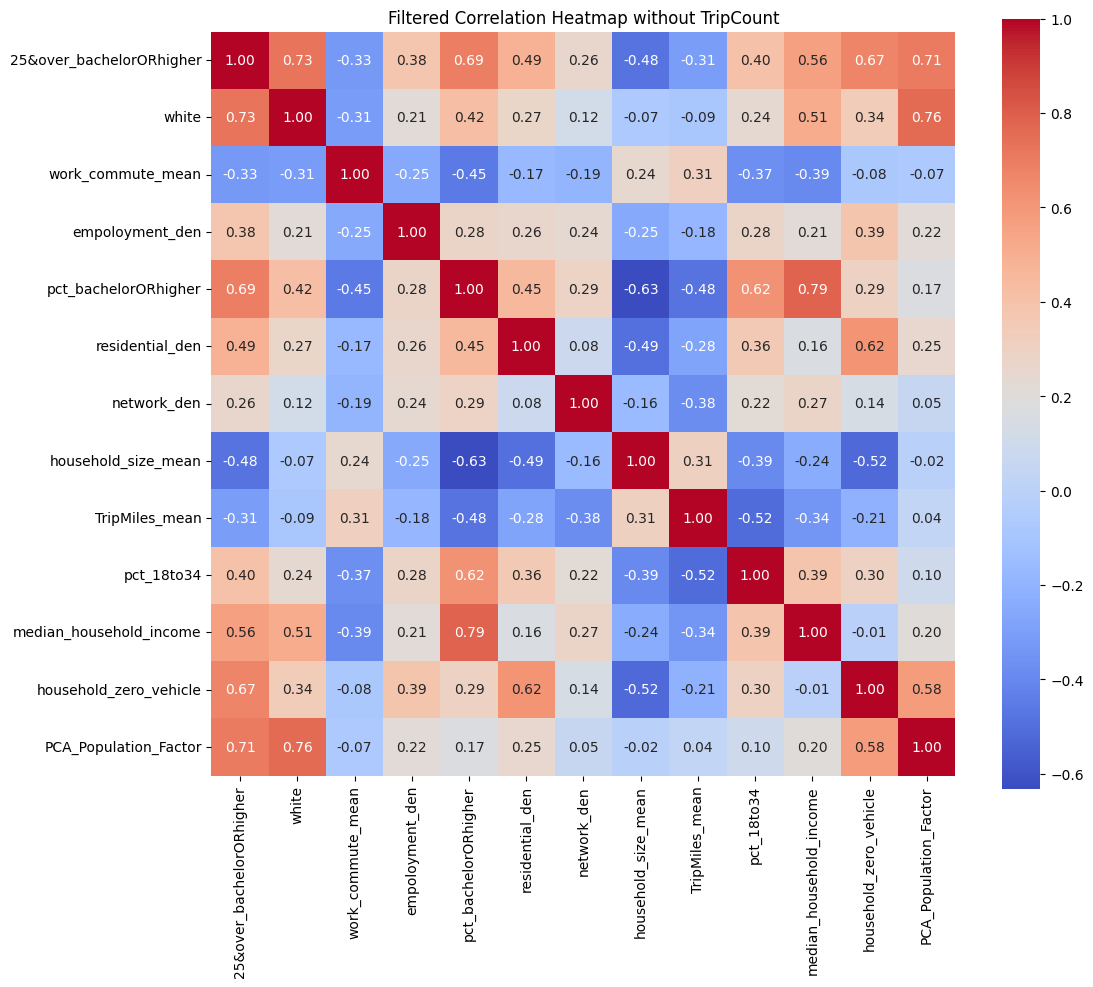 Filtered Correlation Heatmap without TripCount
25&over_bachelorORhigher 1.00 0.73 -0.33 0.38 0.69 0.49 0.26 -0.48 -0.31 0.40 0.56 0.67 0.71
white 0.73 1.00 -0.31 0.21 0.42 0.27 0.12 -0.07 -0.09 0.24 0.51 0.34 0.76
work_commute_mean -0.33 -0.31 1.00 -0.25 -0.45 -0.17 -0.19 0.24 0.31 -0.37 -0.39 -0.08 -0.07
empoloyment_den 0.38 0.21 -0.25 1.00 0.28 0.26 0.24 -0.25 -0.18 0.28 0.21 0.39 0.22
pct_bachelorORhigher 0.69 0.42 -0.45 0.28 1.00 0.45 0.29 -0.63 -0.48 0.62 0.79 0.29 0.17
residential_den 0.49 0.27 -0.17 0.26 0.45 1.00 0.08 -0.49 -0.28 0.36 0.16 0.62 0.25
network_den 0.26 0.12 -0.19 0.24 0.29 0.08 1.00 -0.16 -0.38 0.22 0.27 0.14 0.05
household_size_mean -0.48 -0.07 0.24 -0.25 -0.63 -0.49 -0.16 1.00 0.31 -0.39 -0.24 -0.52 -0.02
TripMiles_mean -0.31 -0.09 0.31 -0.18 -0.48 -0.28 -0.38 0.31 1.00 -0.52 -0.34 -0.21 0.04
pct_18to34 0.40 0.24 -0.37 0.28 0.62 0.36 0.22 -0.39 -0.52 1.00 0.39 0.30 0.10
median_household_income 0.56 0.51 -0.39 0.21 0.79 0.16 0.27 -0.24 -0.34 0.39 1.00 -0.01 0.20
household_zero_vehicle 0.67 0.34 -0.08 0.39 0.29 0.62 0.14 -0.52 -0.21 0.30 -0.01 1.00 0.58
PCA_Population_Factor 0.71 0.76 -0.07 0.22 0.17 0.25 0.05 -0.02 0.04 0.10 0.20 0.58 1.00
25&over_bachelorORhigher
white
work_commute_mean
empoloyment_den
pct_bachelorORhigher
residential_den
network_den
household_size_mean
TripMiles_mean
pct_18to34
median_household_income
household_zero_vehicle
PCA_Population_Factor
1.0
0.8
0.6
0.4
0.2
0.0
−0.2
−0.4
−0.6